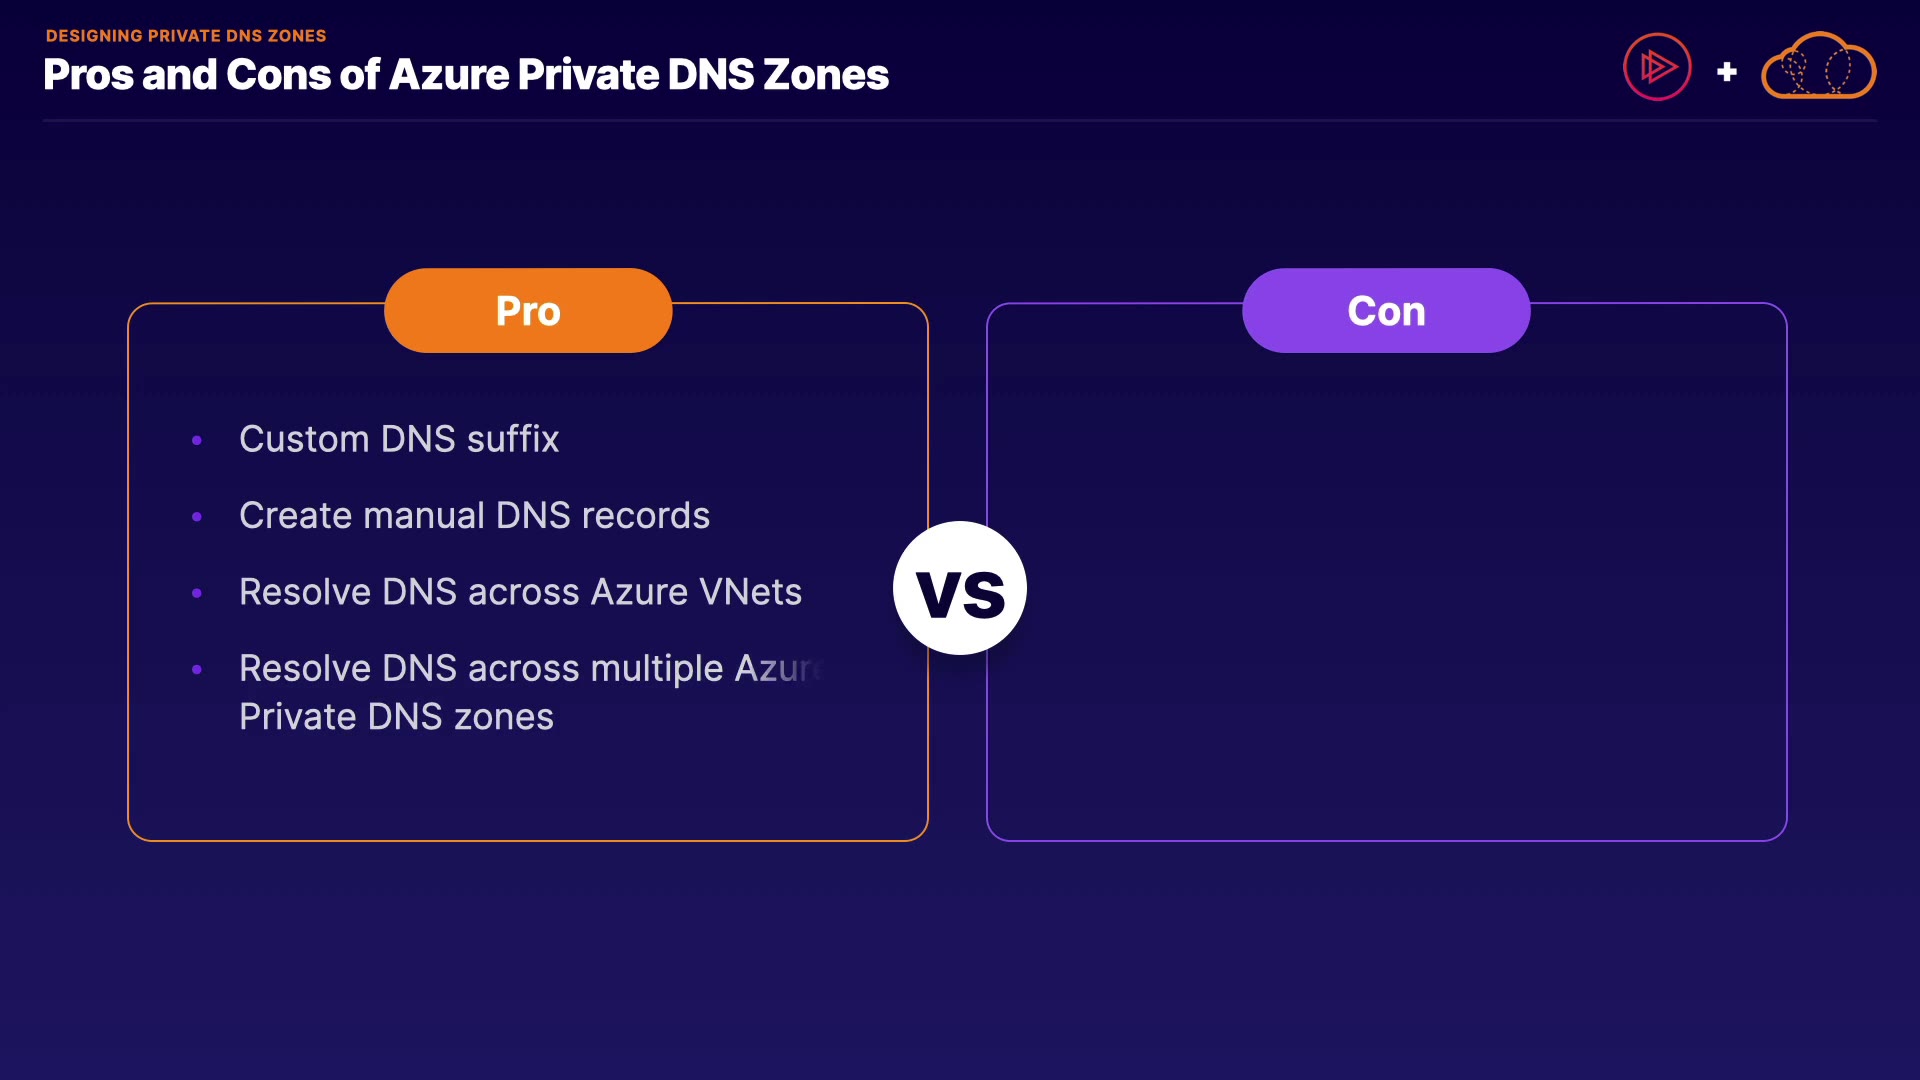 DESIGNING PRIVATE DNS ZONES
Pros and Cons of Azure Private DNS Zones
Pro
Con
• Custom DNS suffix
• Create manual DNS records
• Resolve DNS across Azure VNets
VS
• Resolve DNS across multiple Azure
Private DNS zones